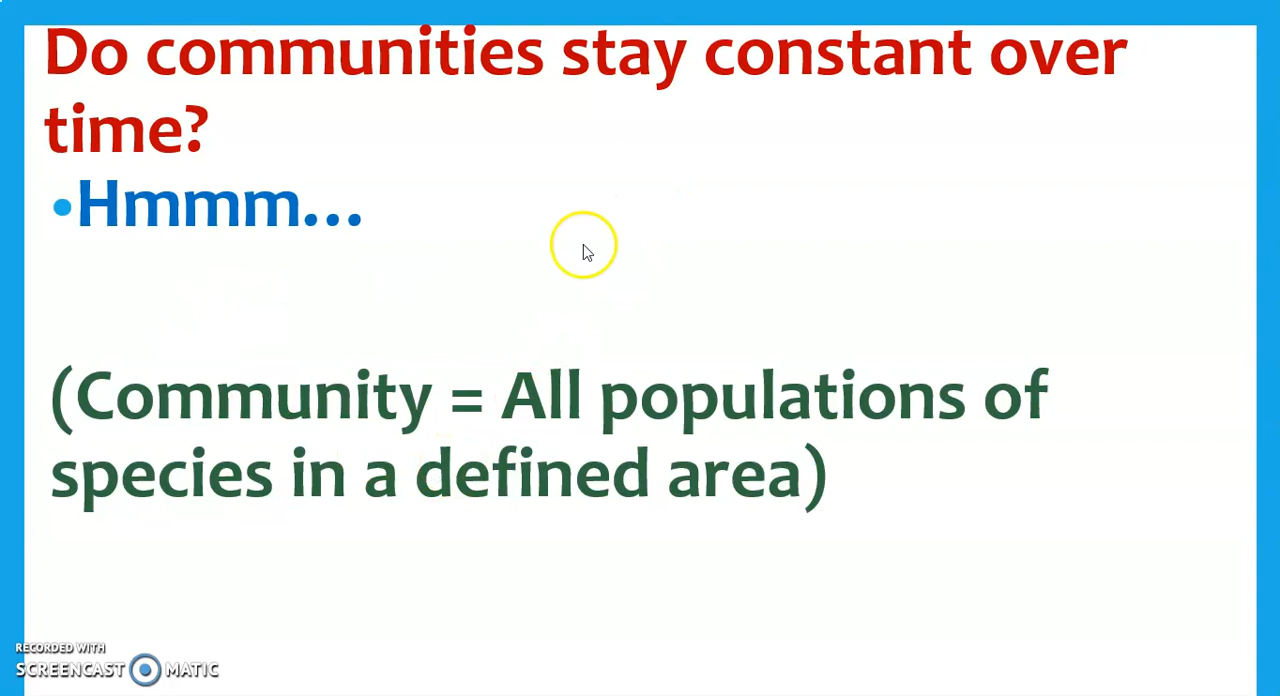 Do communities stay constant over
time?
•Hmmm...
(Community = All populations of
species in a defined area)
RECORDED WITH
SCREENCAST MATIC